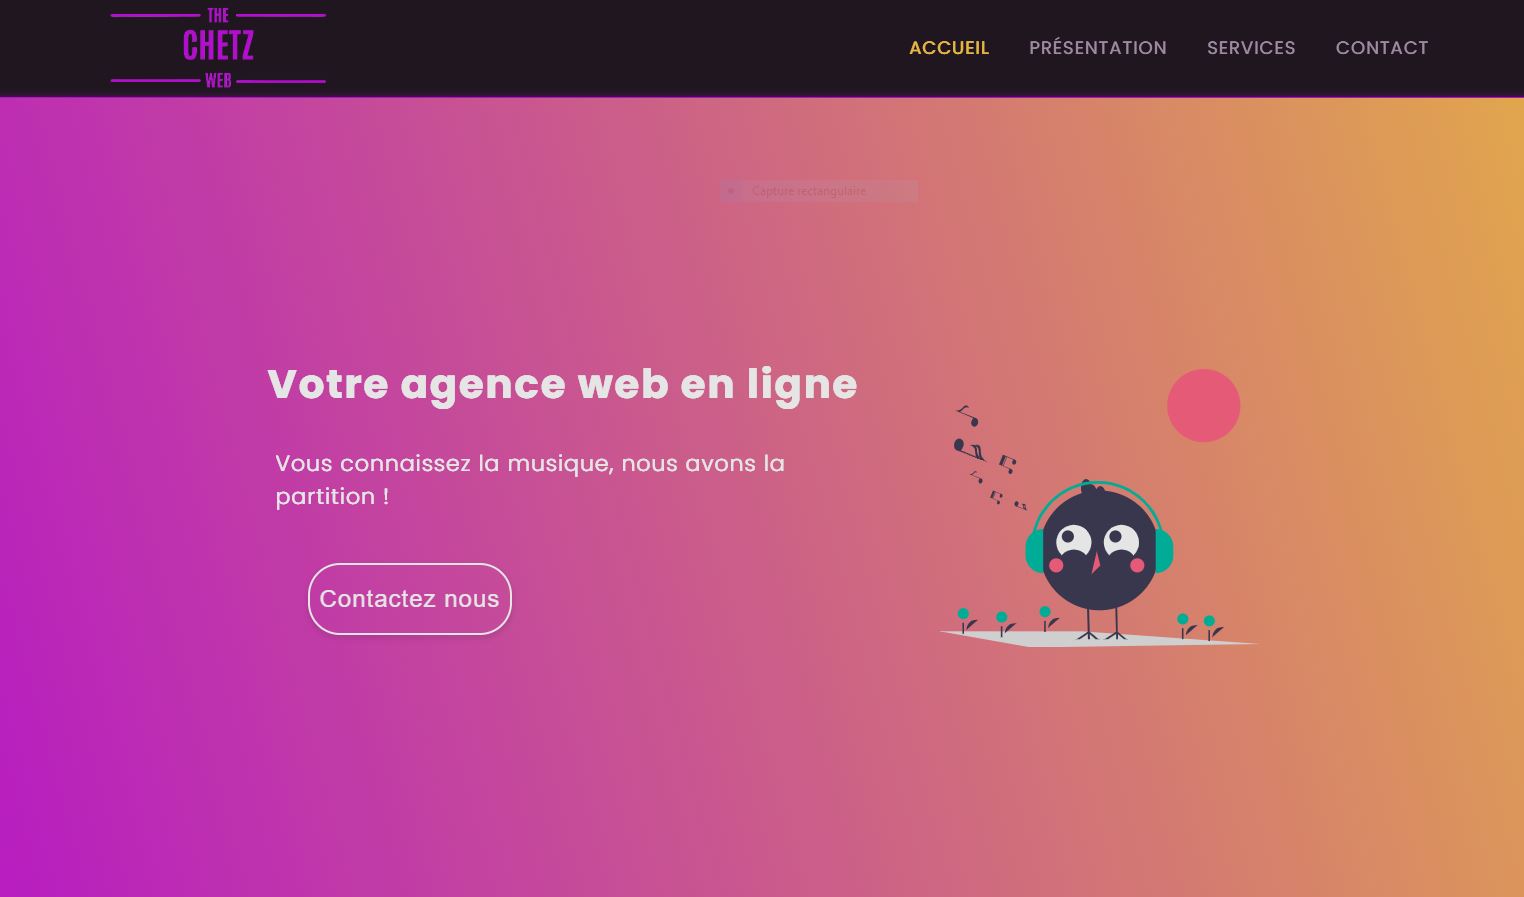 THE
CHETZ
WEB
ACCUEIL
PRÉSENTATION
SERVICES
CONTACT
Capture rectangulaire
Votre agence web en ligne
Vous connaissez la musique, nous avons la
partition !
Contactez nous